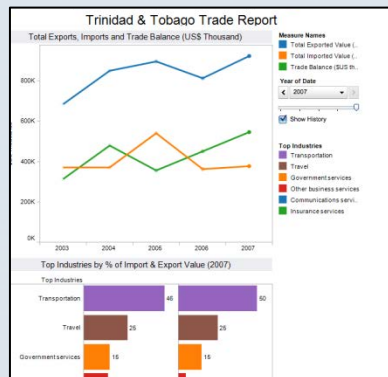 Trinidad & Tobago Trade Report
Total Exports, Imports and Trade Balance (US$ Thousand)
800K
600K
400K
200K
0K
2003
2004
2005
2006
2007
Measure Names
Total Exported Value (..
Total Imported Value (..
Trade Balance ($US th..
Year of Date
2007
Show History
Top Industries
Transportation
Travel
Government services
Other business services
Communications servi..
Insurance services
Top Industries by % of Import & Export Value (2007)
Top Industries
Transportation
46
50
Travel
25
25
Government services
16
16